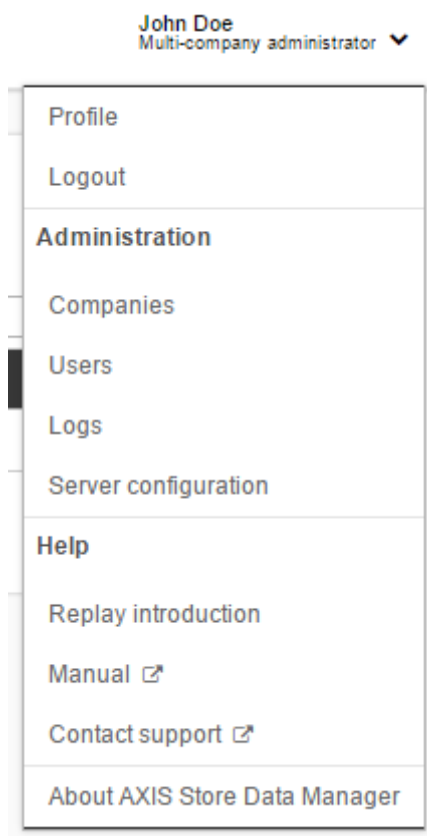 John Doe
Multi-company administrator
Profile
Logout
Administration
Companies
Users
Logs
Server configuration
Help
Replay introduction
Manual
Contact support
About AXIS Store Data Manager